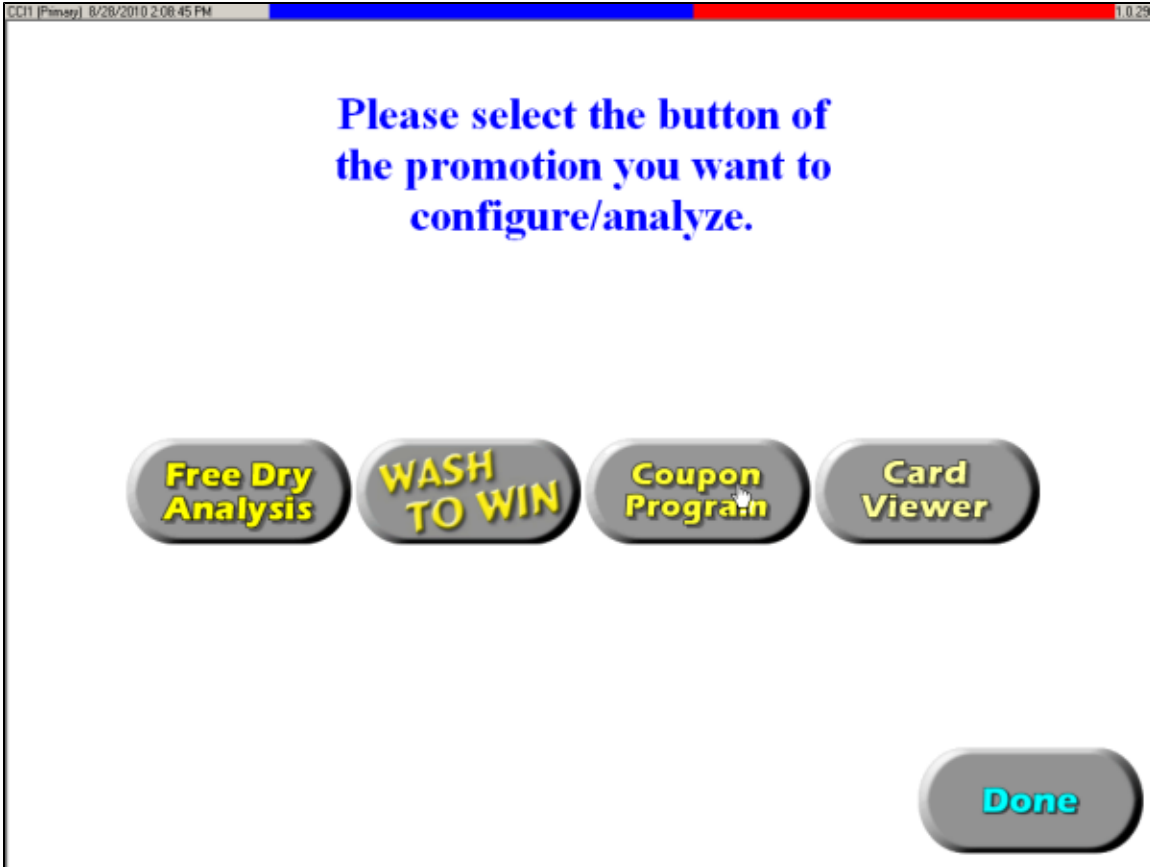 CCI1 (Primary) 8/28/2010 2:08:45 PM
1.0.29
Please select the button of
the promotion you want to
configure/analyze.
Free Dry
Analysis
WASH
TO WIN
Coupon
Program
Card
Viewer
Done